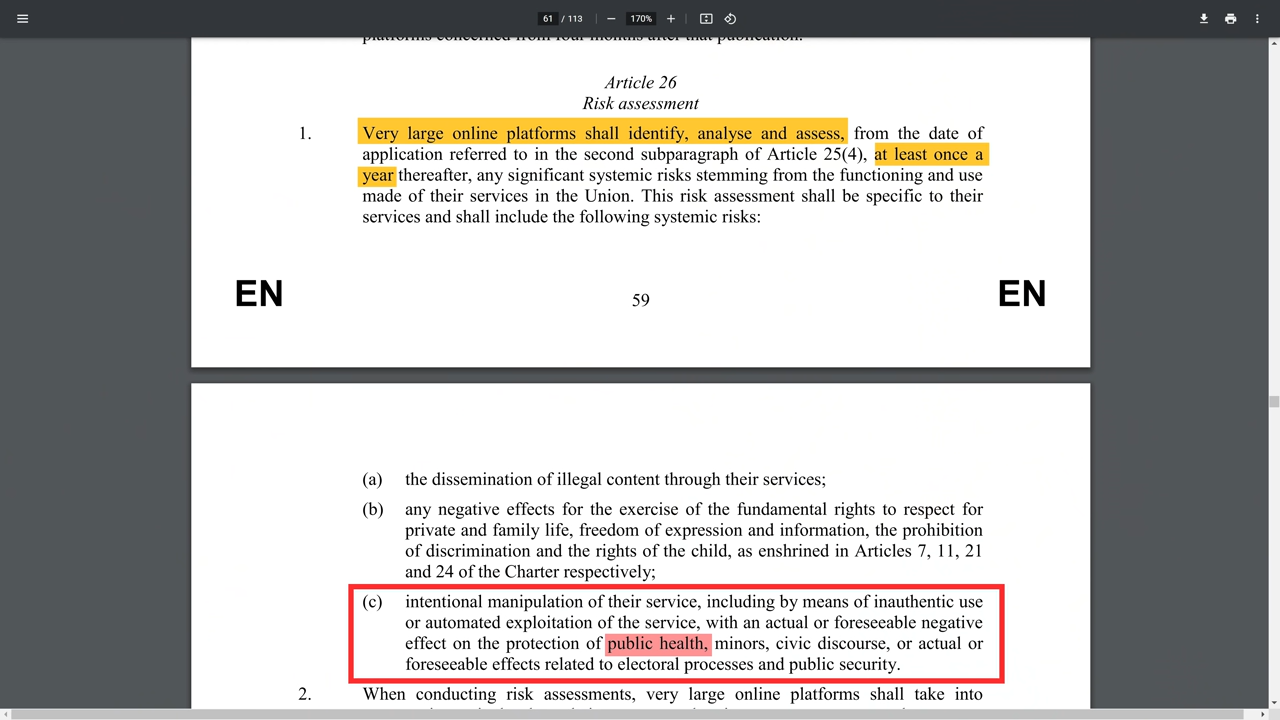 61 / 113 − 170% +
platforms concerned from four months after that publication.
Article 26
Risk assessment
1. Very large online platforms shall identify, analyse and assess, from the date of
application referred to in the second subparagraph of Article 25(4), at least once a
year thereafter, any significant systemic risks stemming from the functioning and use
made of their services in the Union. This risk assessment shall be specific to their
services and shall include the following systemic risks:
EN 59 EN
(a) the dissemination of illegal content through their services;
(b) any negative effects for the exercise of the fundamental rights to respect for
private and family life, freedom of expression and information, the prohibition
of discrimination and the rights of the child, as enshrined in Articles 7, 11, 21
and 24 of the Charter respectively;
(c) intentional manipulation of their service, including by means of inauthentic use
or automated exploitation of the service, with an actual or foreseeable negative
effect on the protection of public health, minors, civic discourse, or actual or
foreseeable effects related to electoral processes and public security.
2. When conducting risk assessments, very large online platforms shall take into